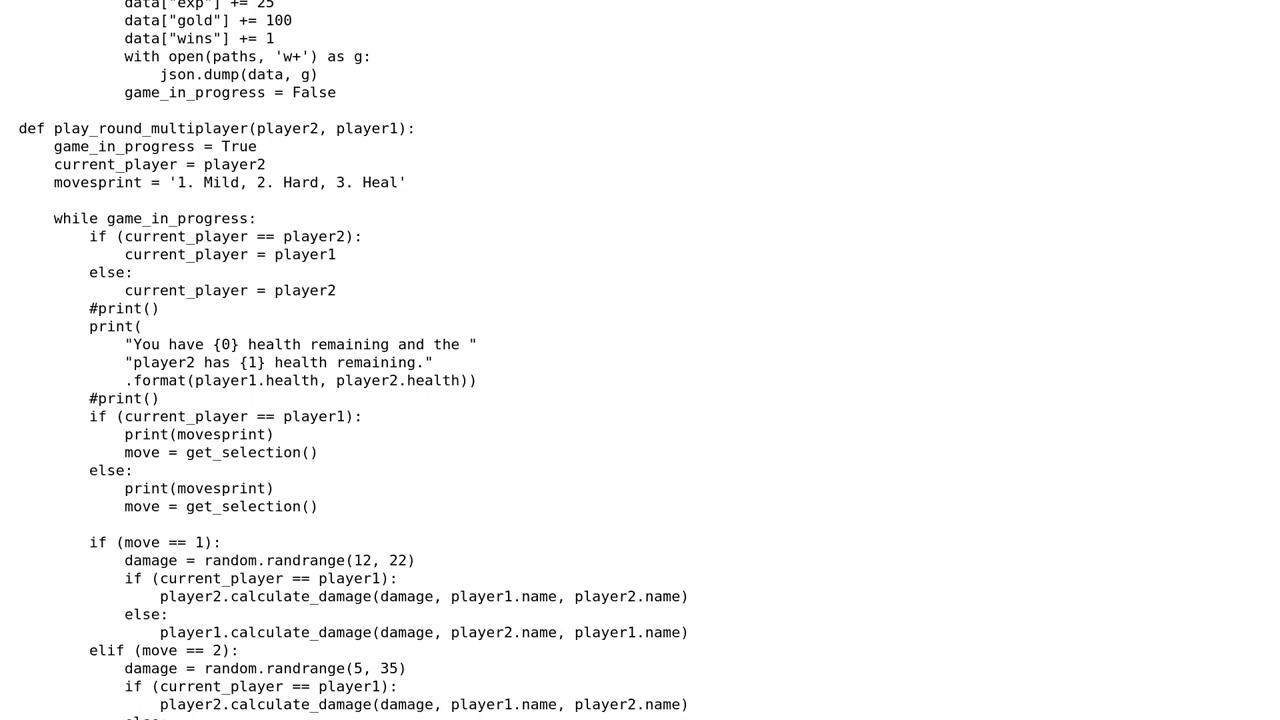 data["exp"] += 25
            data["gold"] += 100
            data["wins"] += 1
            with open(paths, 'w+') as g:
                json.dump(data, g)
            game_in_progress = False

def play_round_multiplayer(player2, player1):
    game_in_progress = True
    current_player = player2
    movesprint = '1. Mild, 2. Hard, 3. Heal'

    while game_in_progress:
        if (current_player == player2):
            current_player = player1
        else:
            current_player = player2
        #print()
        print(
            "You have {0} health remaining and the "
            "player2 has {1} health remaining."
            .format(player1.health, player2.health))
        #print()
        if (current_player == player1):
            print(movesprint)
            move = get_selection()
        else:
            print(movesprint)
            move = get_selection()

        if (move == 1):
            damage = random.randrange(12, 22)
            if (current_player == player1):
                player2.calculate_damage(damage, player1.name, player2.name)
            else:
                player1.calculate_damage(damage, player2.name, player1.name)
        elif (move == 2):
            damage = random.randrange(5, 35)
            if (current_player == player1):
                player2.calculate_damage(damage, player1.name, player2.name)